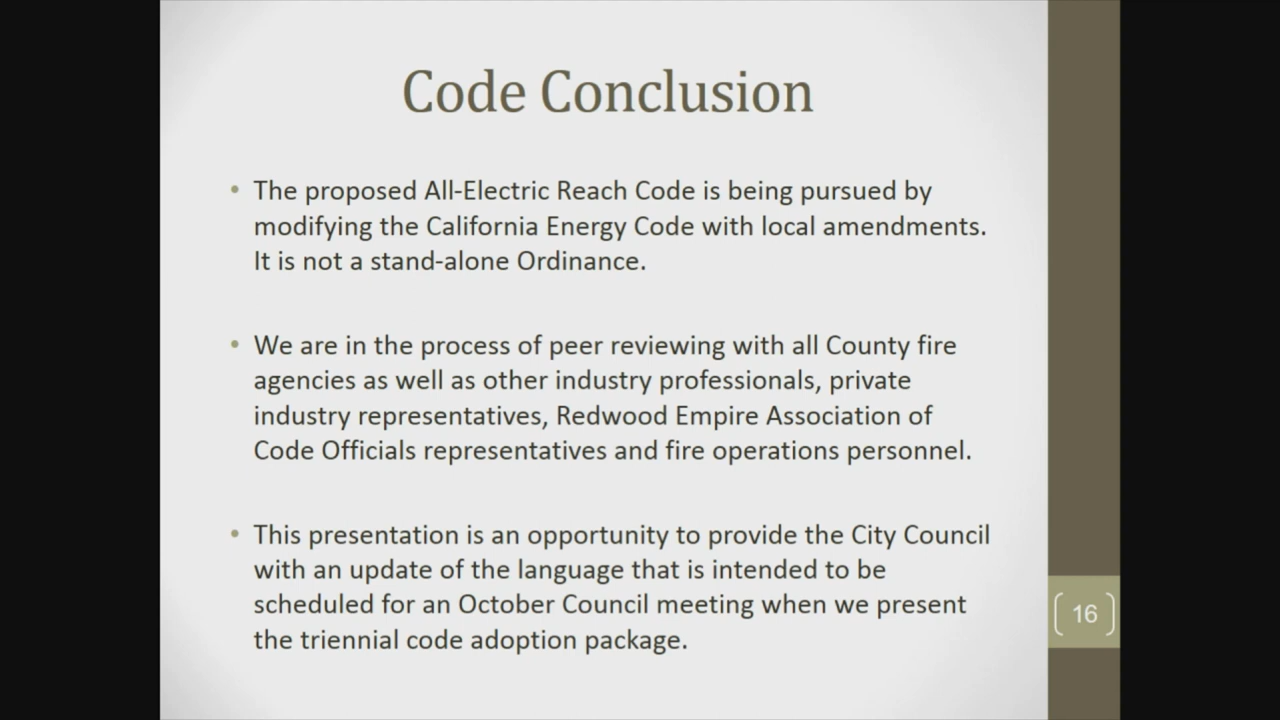 Code Conclusion
• The proposed All-Electric Reach Code is being pursued by
modifying the California Energy Code with local amendments.
It is not a stand-alone Ordinance.
• We are in the process of peer reviewing with all County fire
agencies as well as other industry professionals, private
industry representatives, Redwood Empire Association of
Code Officials representatives and fire operations personnel.
• This presentation is an opportunity to provide the City Council
with an update of the language that is intended to be
scheduled for an October Council meeting when we present
the triennial code adoption package.
16